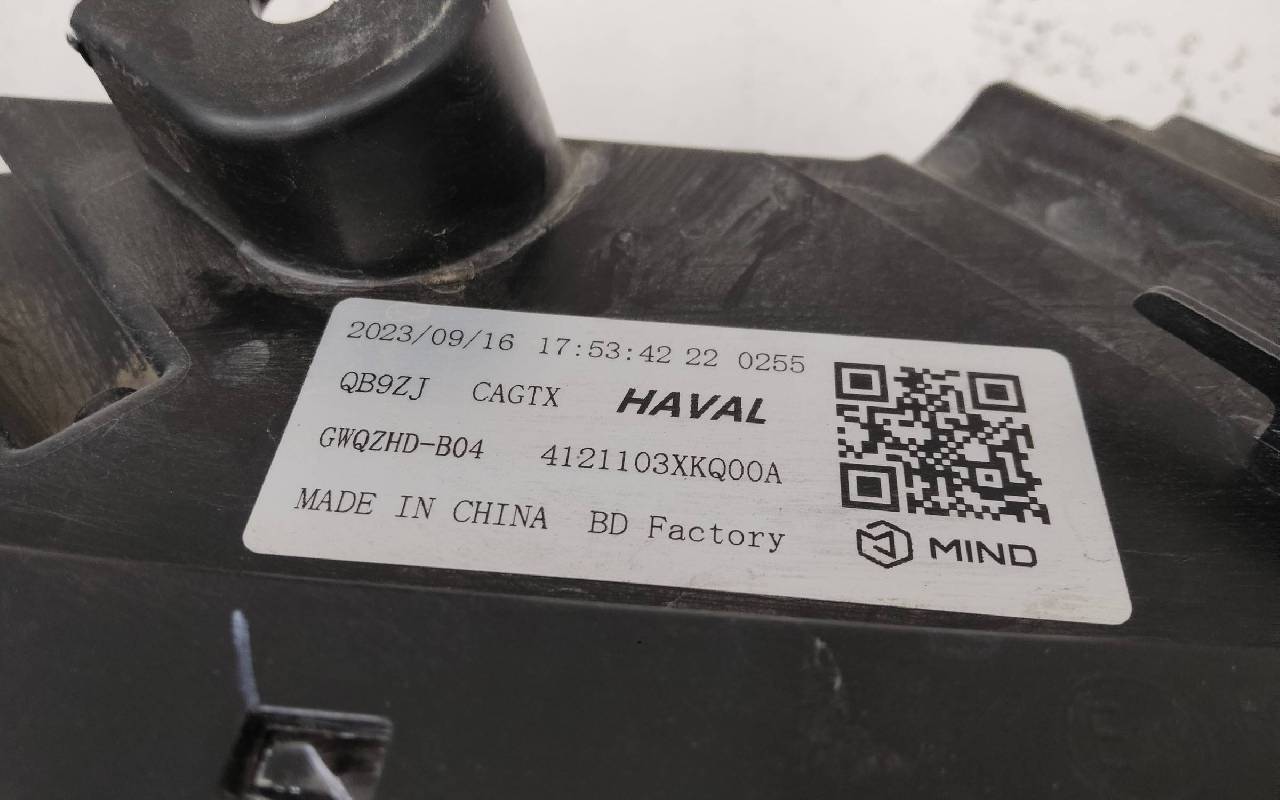 2023/09/16 17:53:42 22 0255
QB9ZJ CAGTX HAVAL
GWQZHD-B04 4121103XKQ00A
MADE IN CHINA BD Factory
MIND